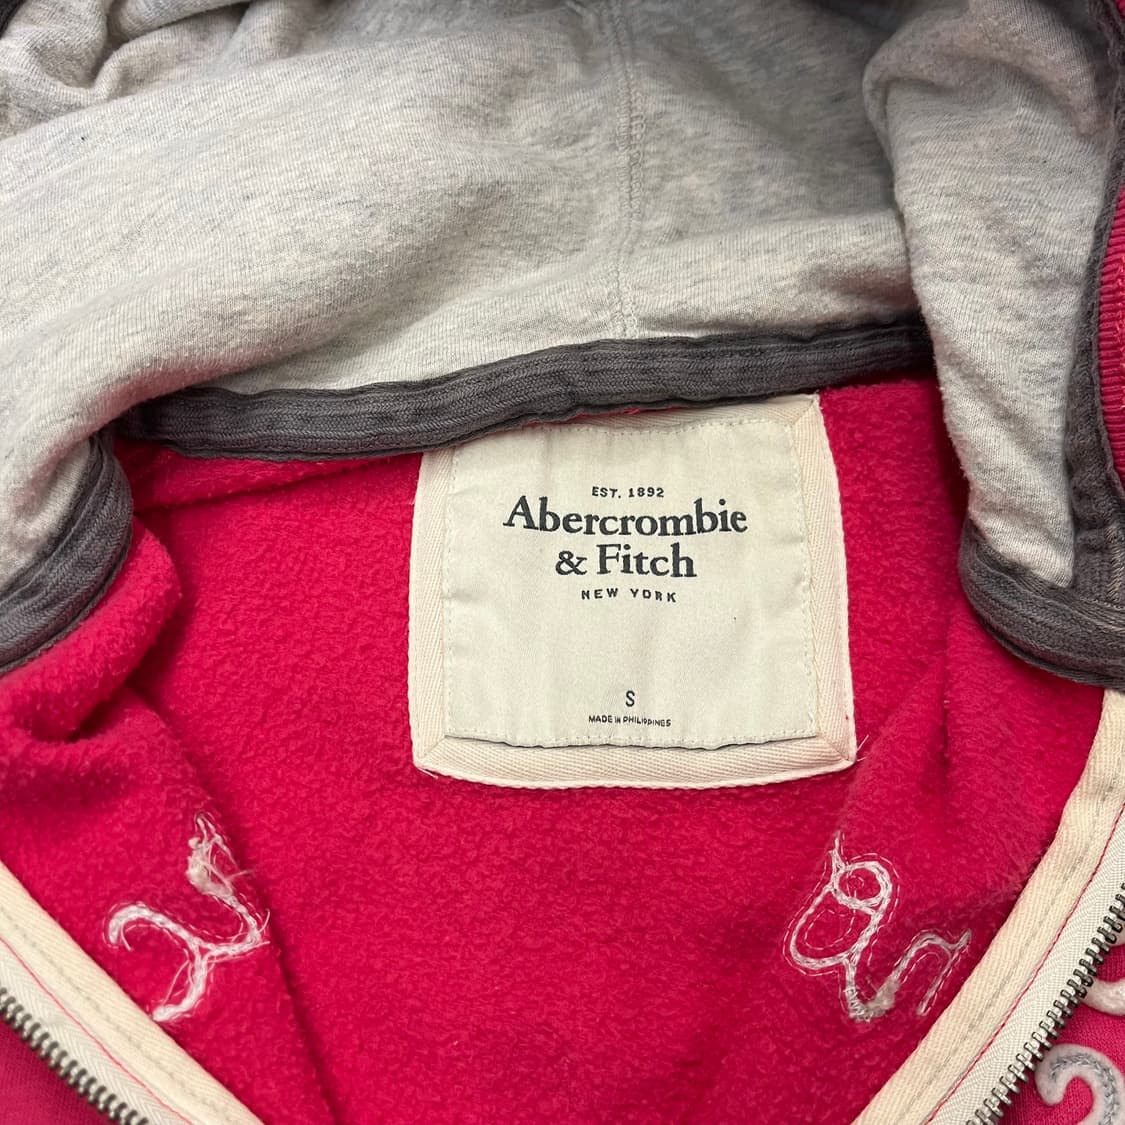 EST. 1892
Abercrombie
& Fitch
NEW YORK
S
MADE IN PHILIPPINES